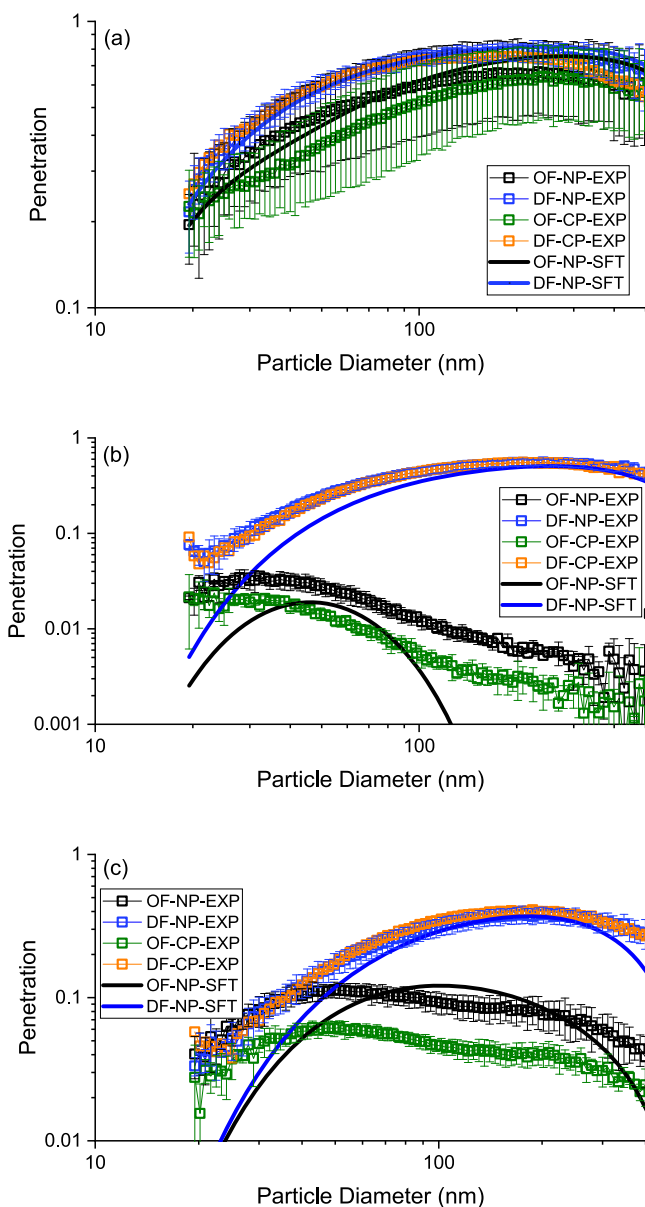 (a)
1
0.1
Penetration
OF-NP-EXP
DF-NP-EXP
OF-CP-EXP
DF-CP-EXP
OF-NP-SFT
DF-NP-SFT
10
100
Particle Diameter (nm)
(b)
1
0.1
0.01
0.001
Penetration
OF-NP-EXP
DF-NP-EXP
OF-CP-EXP
DF-CP-EXP
OF-NP-SFT
DF-NP-SFT
10
100
Particle Diameter (nm)
(c)
1
0.1
0.01
Penetration
OF-NP-EXP
DF-NP-EXP
OF-CP-EXP
DF-CP-EXP
OF-NP-SFT
DF-NP-SFT
10
100
Particle Diameter (nm)